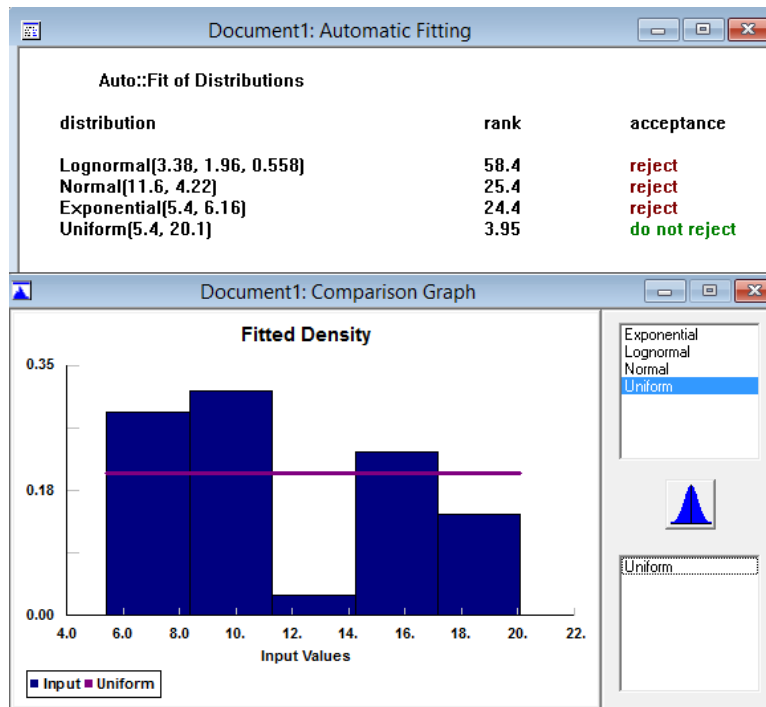 Document1: Automatic Fitting
Auto::Fit of Distributions
distribution rank acceptance
Lognormal(3.38, 1.96, 0.558) 58.4 reject
Normal(11.6, 4.22) 25.4 reject
Exponential(5.4, 6.16) 24.4 reject
Uniform(5.4, 20.1) 3.95 do not reject
Document1: Comparison Graph
Fitted Density
0.35
0.18
0.00
4.0 6.0 8.0 10. 12. 14. 16. 18. 20. 22.
Input Values
Input Uniform
Exponential
Lognormal
Normal
Uniform
Uniform